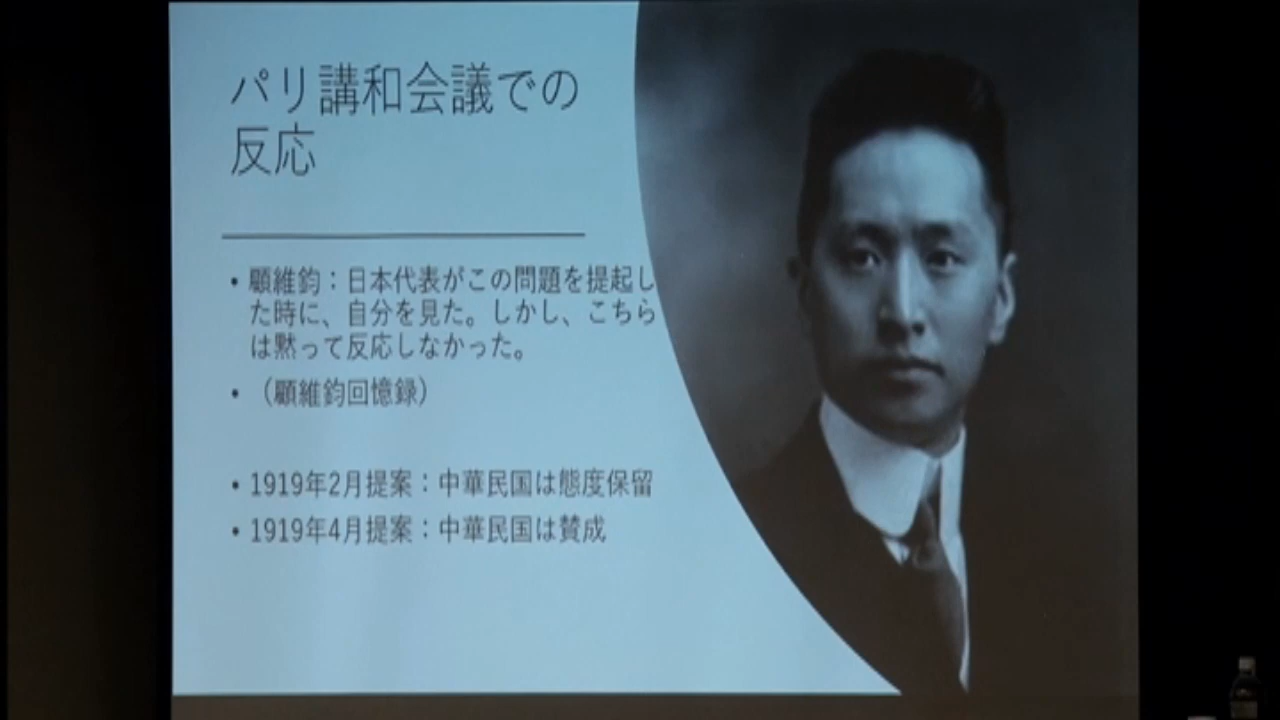 パリ講和会議での
反応
• 顧維鈞：日本代表がこの問題を提起し
た時に、自分を見た。しかし、こちら
は黙って反応しなかった。
• （顧維鈞回憶録）
• 1919年2月提案：中華民国は態度保留
• 1919年4月提案：中華民国は賛成